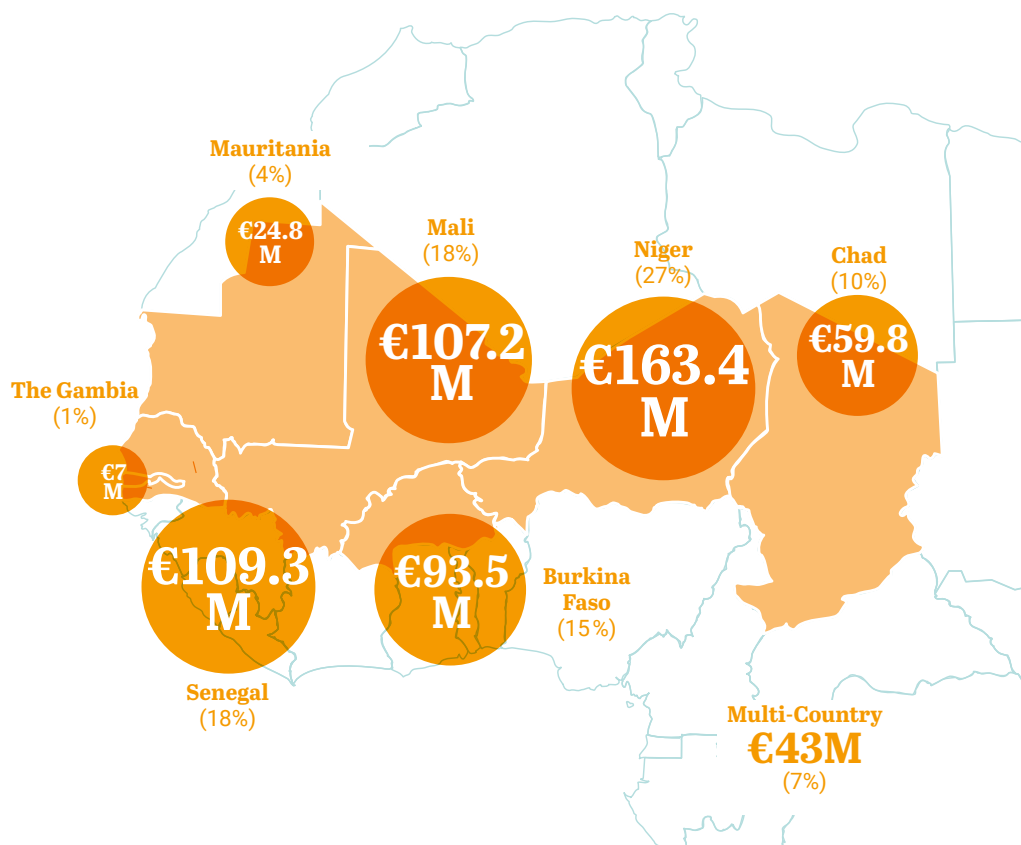 Mauritania
(4%)
€24.8
M
Mali
(18%)
€107.2
M
Niger
(27%)
€163.4
M
Chad
(10%)
€59.8
M
The Gambia
(1%)
€7
M
€109.3
M
Senegal
(18%)
€93.5
M
Burkina
Faso
(15%)
Multi-Country
€43M
(7%)